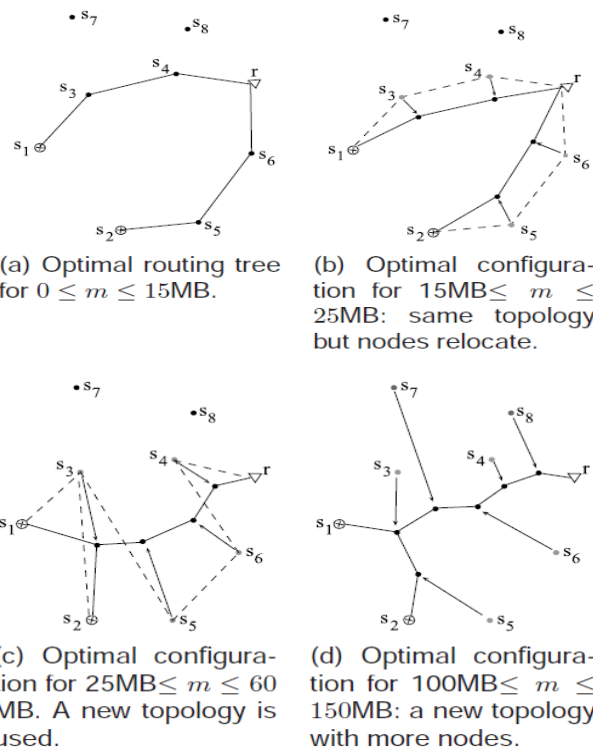 s7
s8
s4
r
s3
s1
s6
s2
s5
(a) Optimal routing tree
for 0 ≤ m ≤ 15MB.
s7
s8
s4
r
s3
s1
s6
s2
s5
(b) Optimal configura-
tion for 15MB≤ m ≤
25MB: same topology
but nodes relocate.
s7
s8
s4
r
s3
s1
s6
s2
s5
(c) Optimal configura-
tion for 25MB≤ m ≤ 60
MB. A new topology is
used.
s7
s8
s4
r
s3
s1
s6
s2
s5
(d) Optimal configura-
tion for 100MB≤ m ≤
150MB: a new topology
with more nodes.